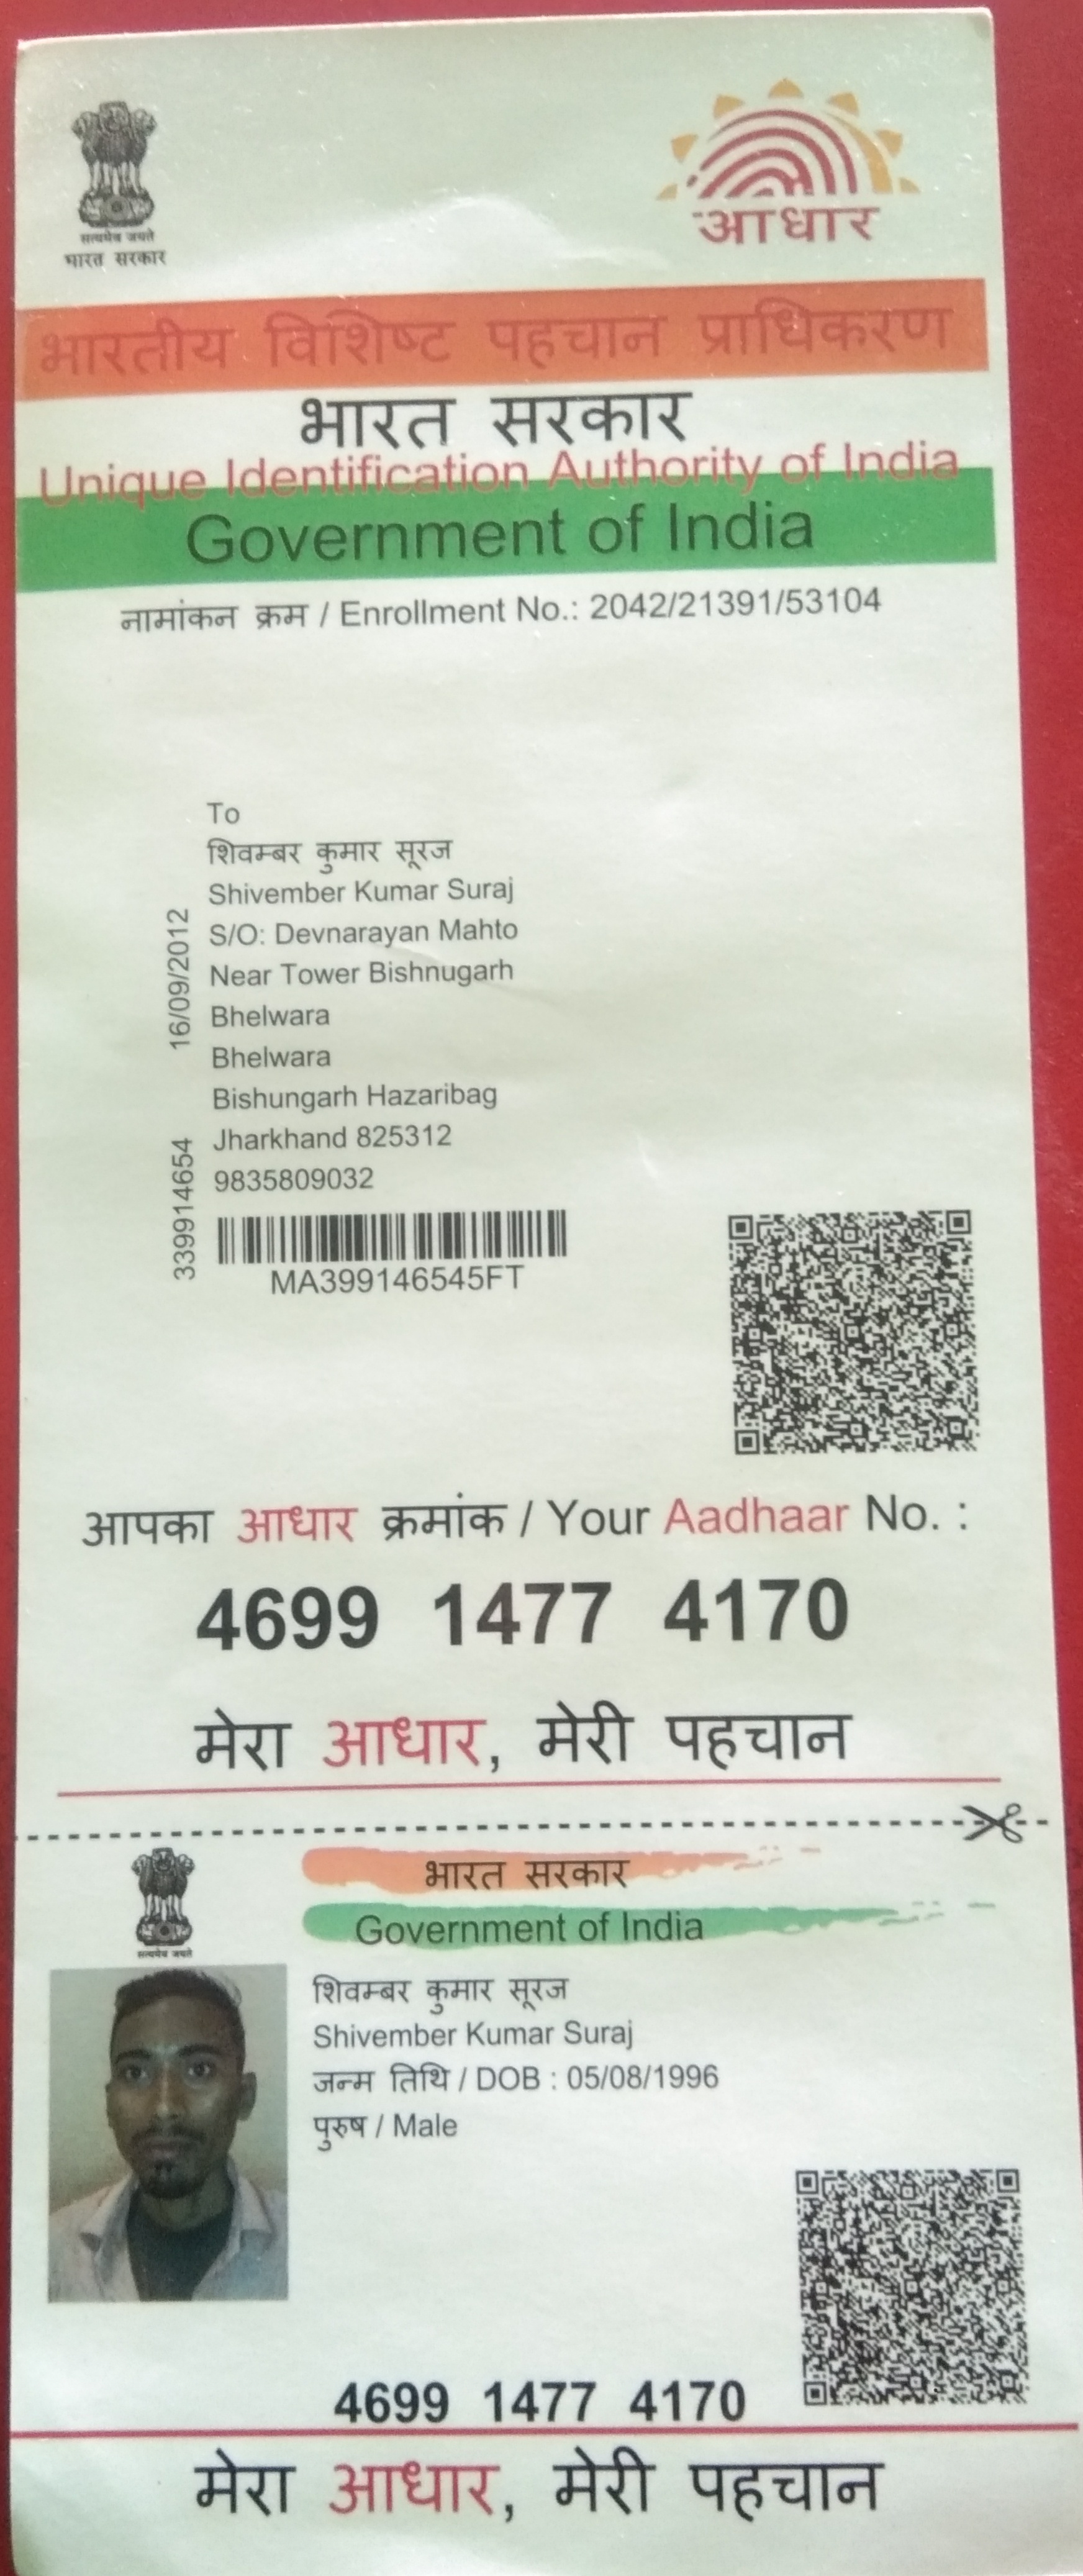 सत्यमेव जयते
भारत सरकार
आधार
भारतीय विशिष्ट पहचान प्राधिकरण
भारत सरकार
Unique Identification Authority of India
Government of India
नामांकन क्रम / Enrollment No.: 2042/21391/53104
To
शिवम्बर कुमार सूरज
Shivember Kumar Suraj
S/O: Devnarayan Mahto
Near Tower Bishnugarh
Bhelwara
Bhelwara
Bishungarh Hazaribag
Jharkhand 825312
9835809032
16/09/2012
339914654
MA399146545FT
आपका आधार क्रमांक / Your Aadhaar No. :
4699 1477 4170
मेरा आधार, मेरी पहचान
सत्यमेव जयते
भारत सरकार
Government of India
शिवम्बर कुमार सूरज
Shivember Kumar Suraj
जन्म तिथि / DOB : 05/08/1996
पुरुष / Male
4699 1477 4170
मेरा आधार, मेरी पहचान